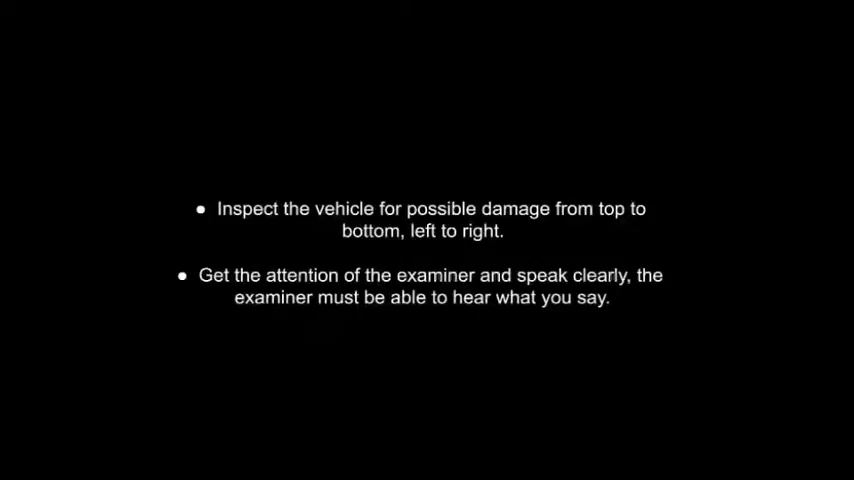 ● Inspect the vehicle for possible damage from top to
bottom, left to right.
● Get the attention of the examiner and speak clearly, the
examiner must be able to hear what you say.